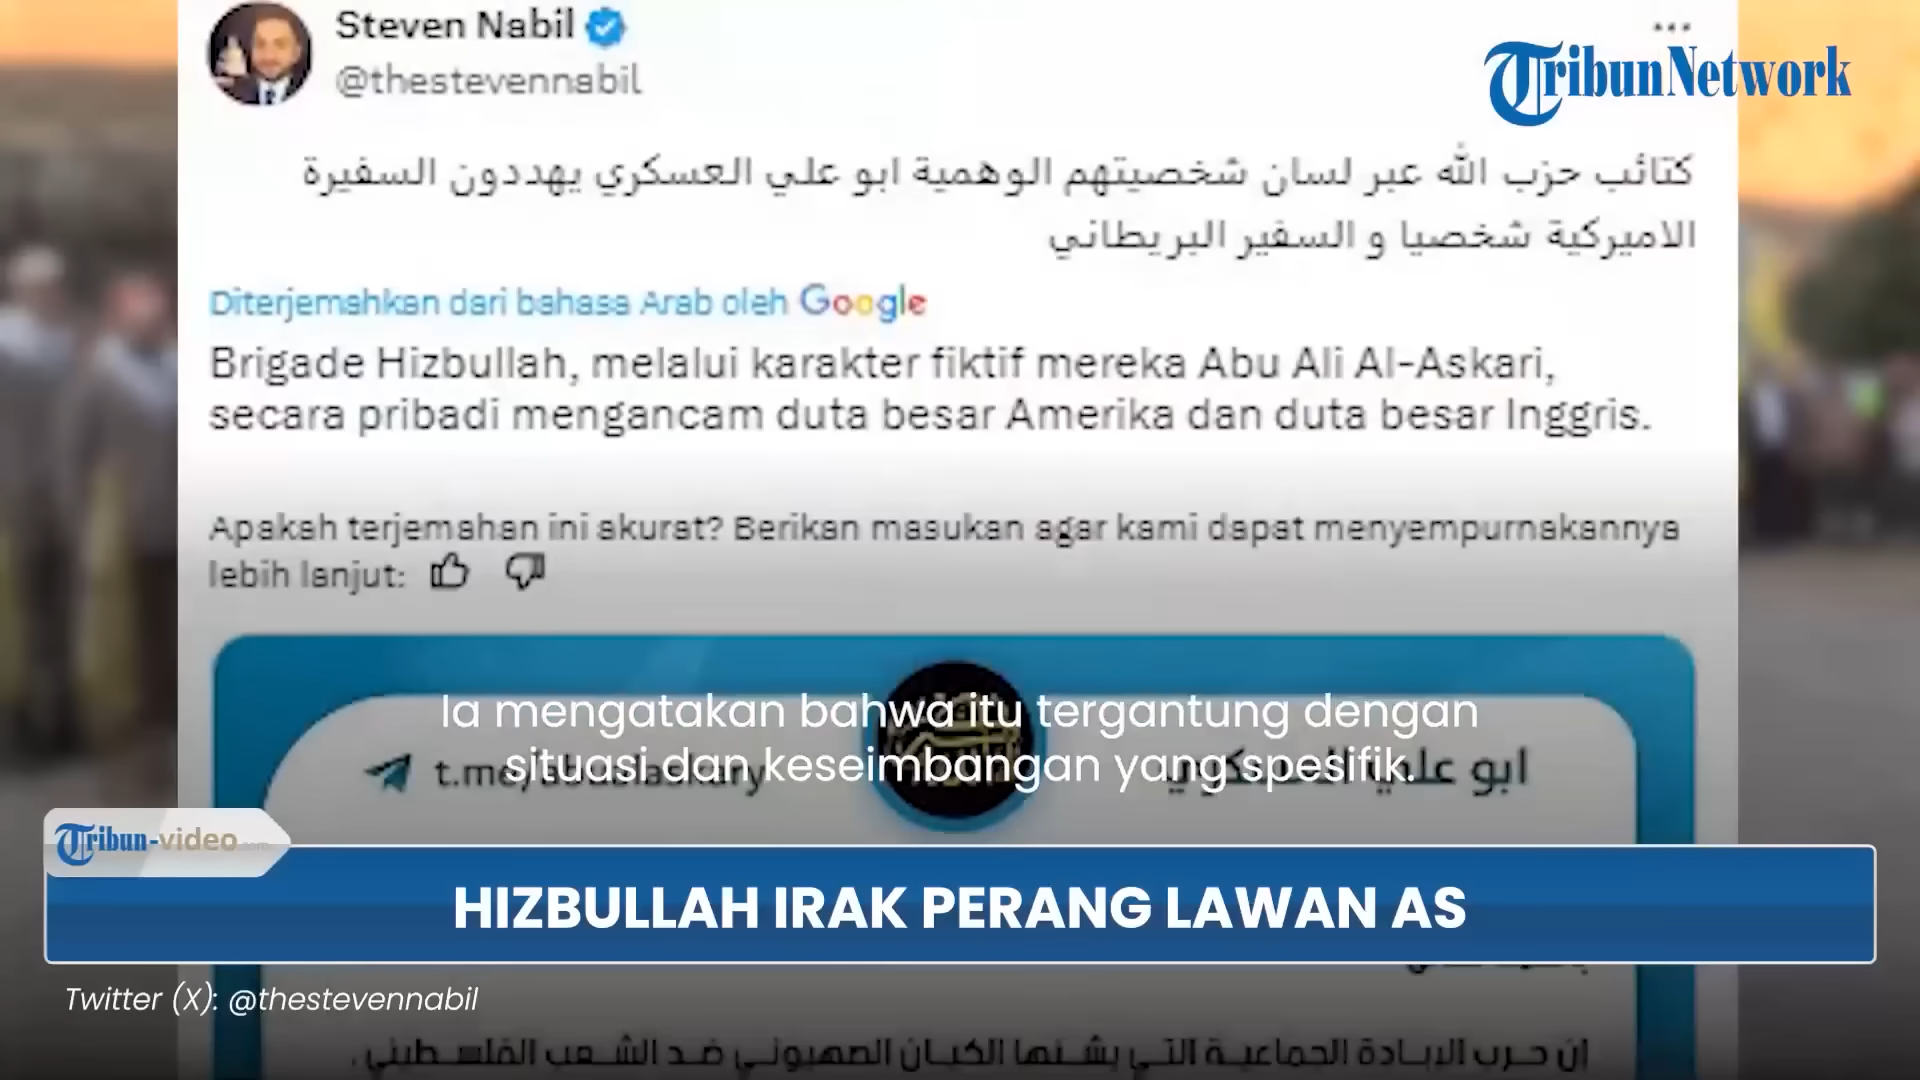 Steven Nabil
@thestevennabil
TribunNetwork
كتائب حزب الله عبر لسان شخصيتهم الوهمية ابو علي العسكري يهددون السفيرة
الاميركية شخصيا و السفير البريطاني
Diterjemahkan dari bahasa Arab oleh Google
Brigade Hizbullah, melalui karakter fiktif mereka Abu Ali Al-Askari,
secara pribadi mengancam duta besar Amerika dan duta besar Inggris.
Apakah terjemahan ini akurat? Berikan masukan agar kami dapat menyempurnakannya
lebih lanjut:
Ia mengatakan bahwa itu tergantung dengan
situasi dan keseimbangan yang spesifik.
ابو علي العسكري
Tribun-video.com
HIZBULLAH IRAK PERANG LAWAN AS
Twitter (X): @thestevennabil
إن حرب الإبادة الجماعية التي يشنها الكيان الصهيوني ضد الشعب الفلسطيني .